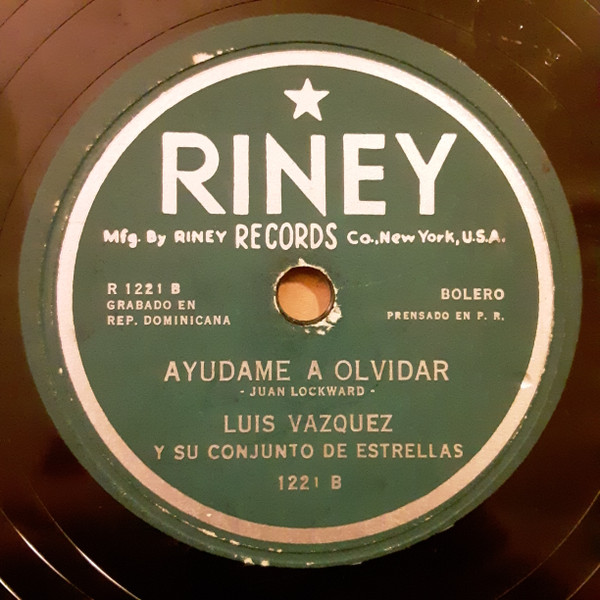 RINEY
Mfg. By RINEY RECORDS Co., New York, U.S.A.
R 1221 B
GRABADO EN
REP. DOMINICANA
BOLERO
PRENSADO EN P. R.
AYUDAME A OLVIDAR
- JUAN LOCKWARD -
LUIS VAZQUEZ
Y SU CONJUNTO DE ESTRELLAS
1221 B